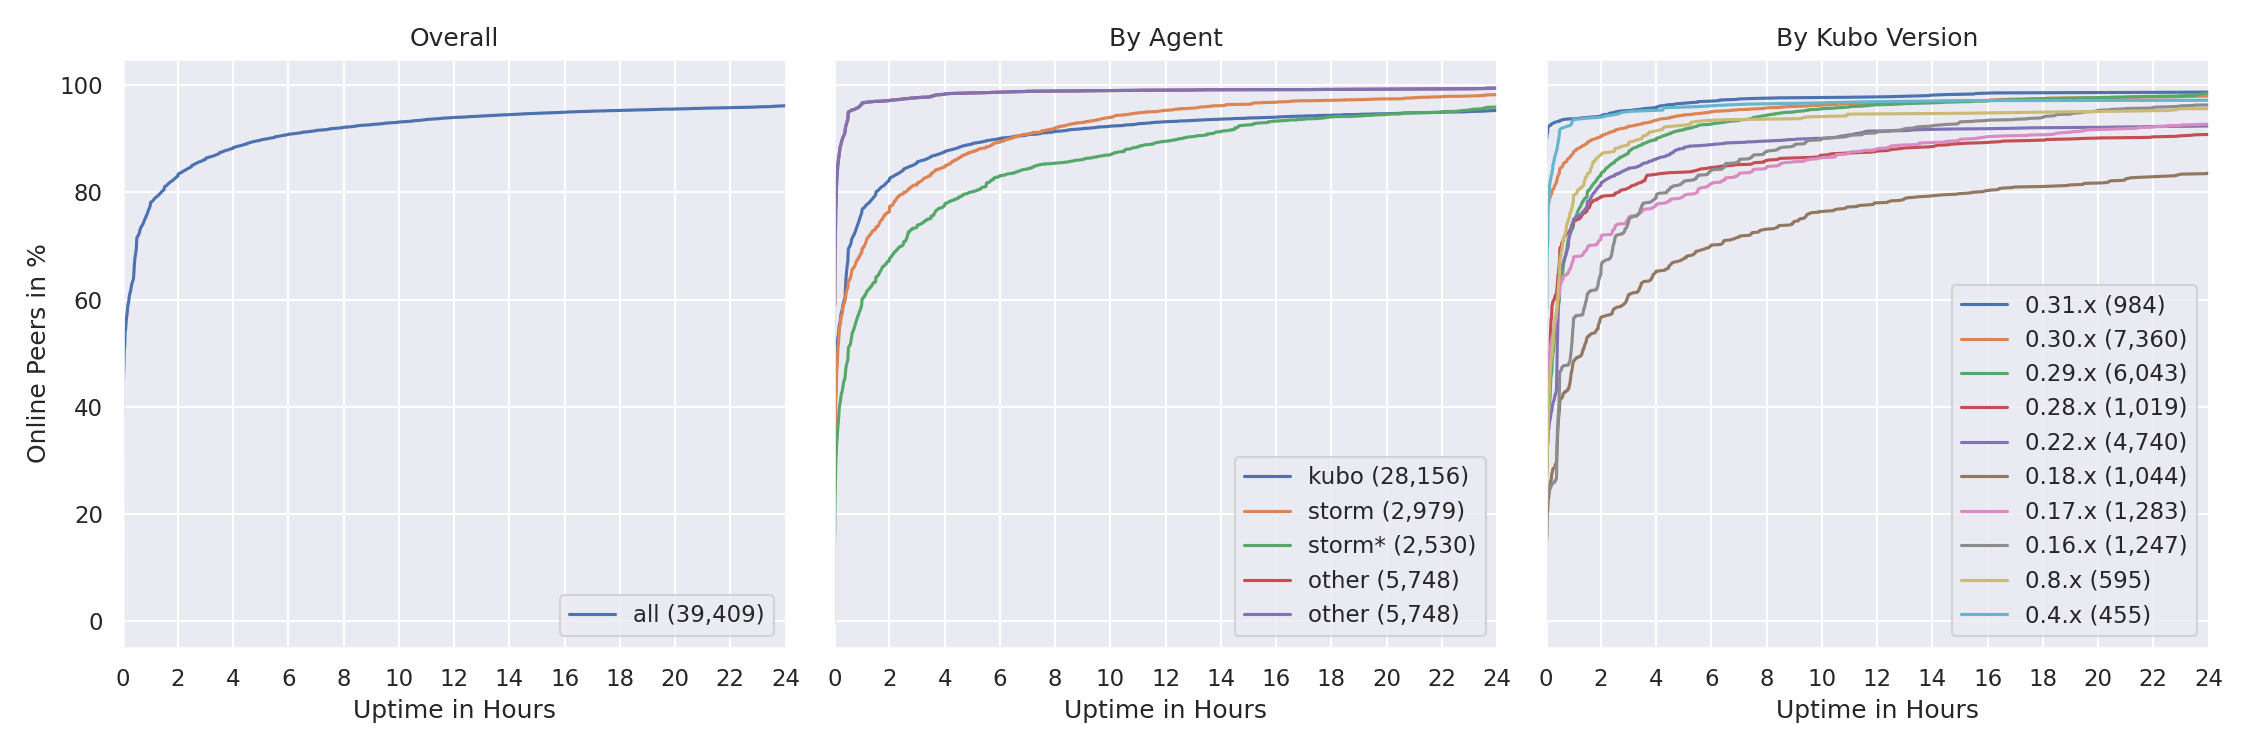 Overall
By Agent
By Kubo Version
Online Peers in %
100
80
60
40
20
0
all (39,409)
0 2 4 6 8 10 12 14 16 18 20 22 24
Uptime in Hours
kubo (28,156)
storm (2,979)
storm* (2,530)
other (5,748)
other (5,748)
0 2 4 6 8 10 12 14 16 18 20 22 24
Uptime in Hours
0.31.x (984)
0.30.x (7,360)
0.29.x (6,043)
0.28.x (1,019)
0.22.x (4,740)
0.18.x (1,044)
0.17.x (1,283)
0.16.x (1,247)
0.8.x (595)
0.4.x (455)
0 2 4 6 8 10 12 14 16 18 20 22 24
Uptime in Hours